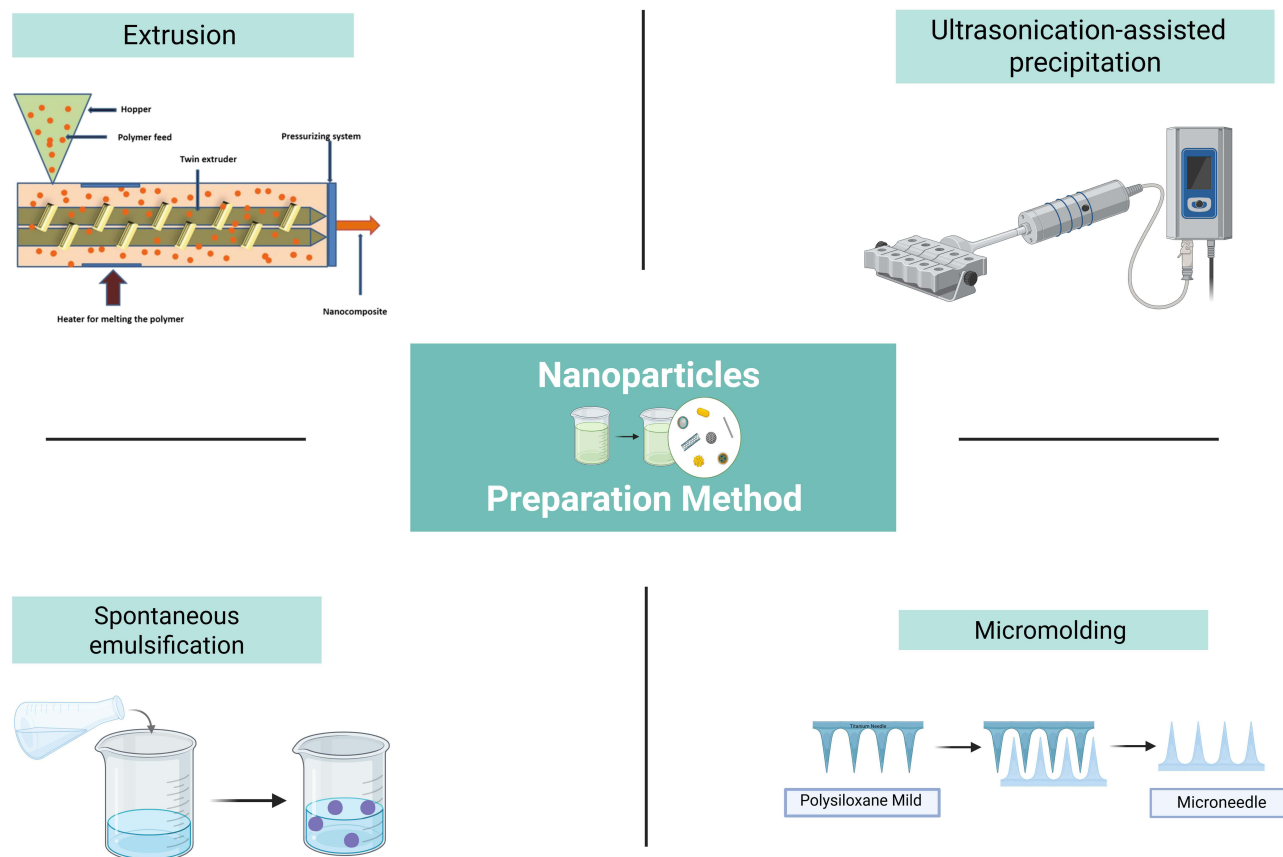 Extrusion
Hopper
Polymer feed
Pressurizing system
Twin extruder
Nanocomposite
Heater for melting the polymer
Ultrasonication-assisted
precipitation
Nanoparticles
Preparation Method
Spontaneous
emulsification
Micromolding
Titanium Needle
Polysiloxane Mild
Microneedle